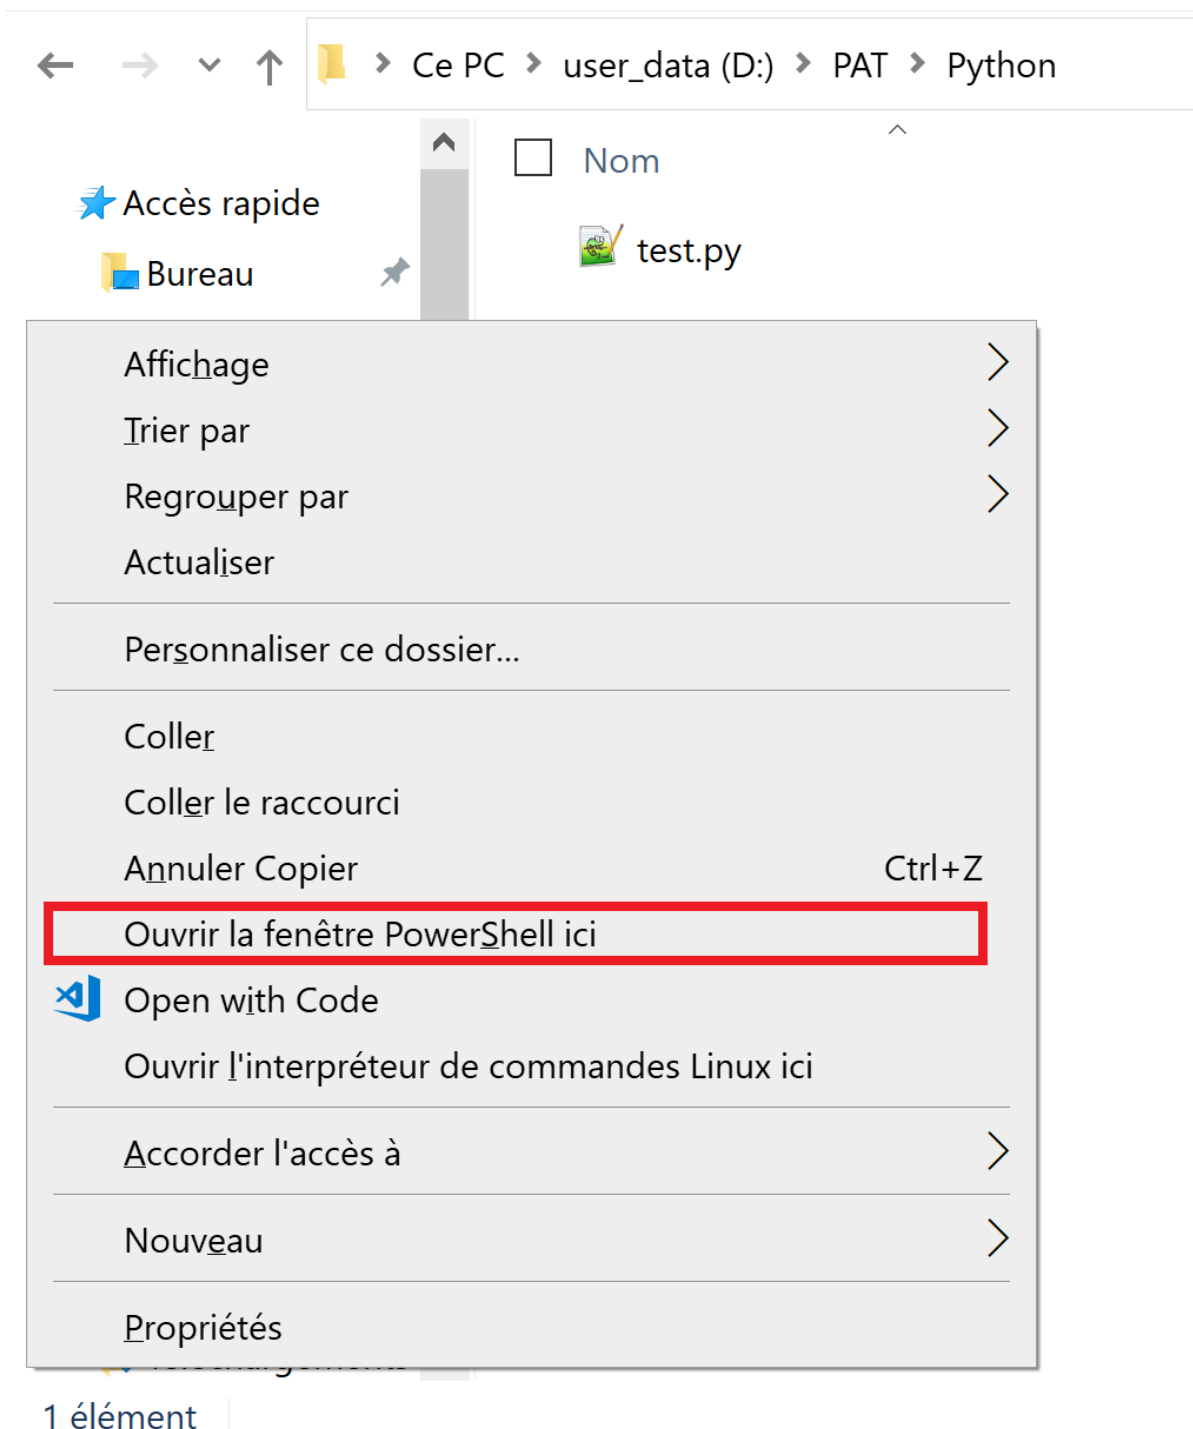 Ce PC user_data (D:) PAT Python
Nom
Accès rapide
test.py
Bureau
Affichage
Trier par
Regrouper par
Actualiser
Personnaliser ce dossier...
Coller
Coller le raccourci
Annuler Copier Ctrl+Z
Ouvrir la fenêtre PowerShell ici
Open with Code
Ouvrir l'interpréteur de commandes Linux ici
Accorder l'accès à
Nouveau
Propriétés
1 élément